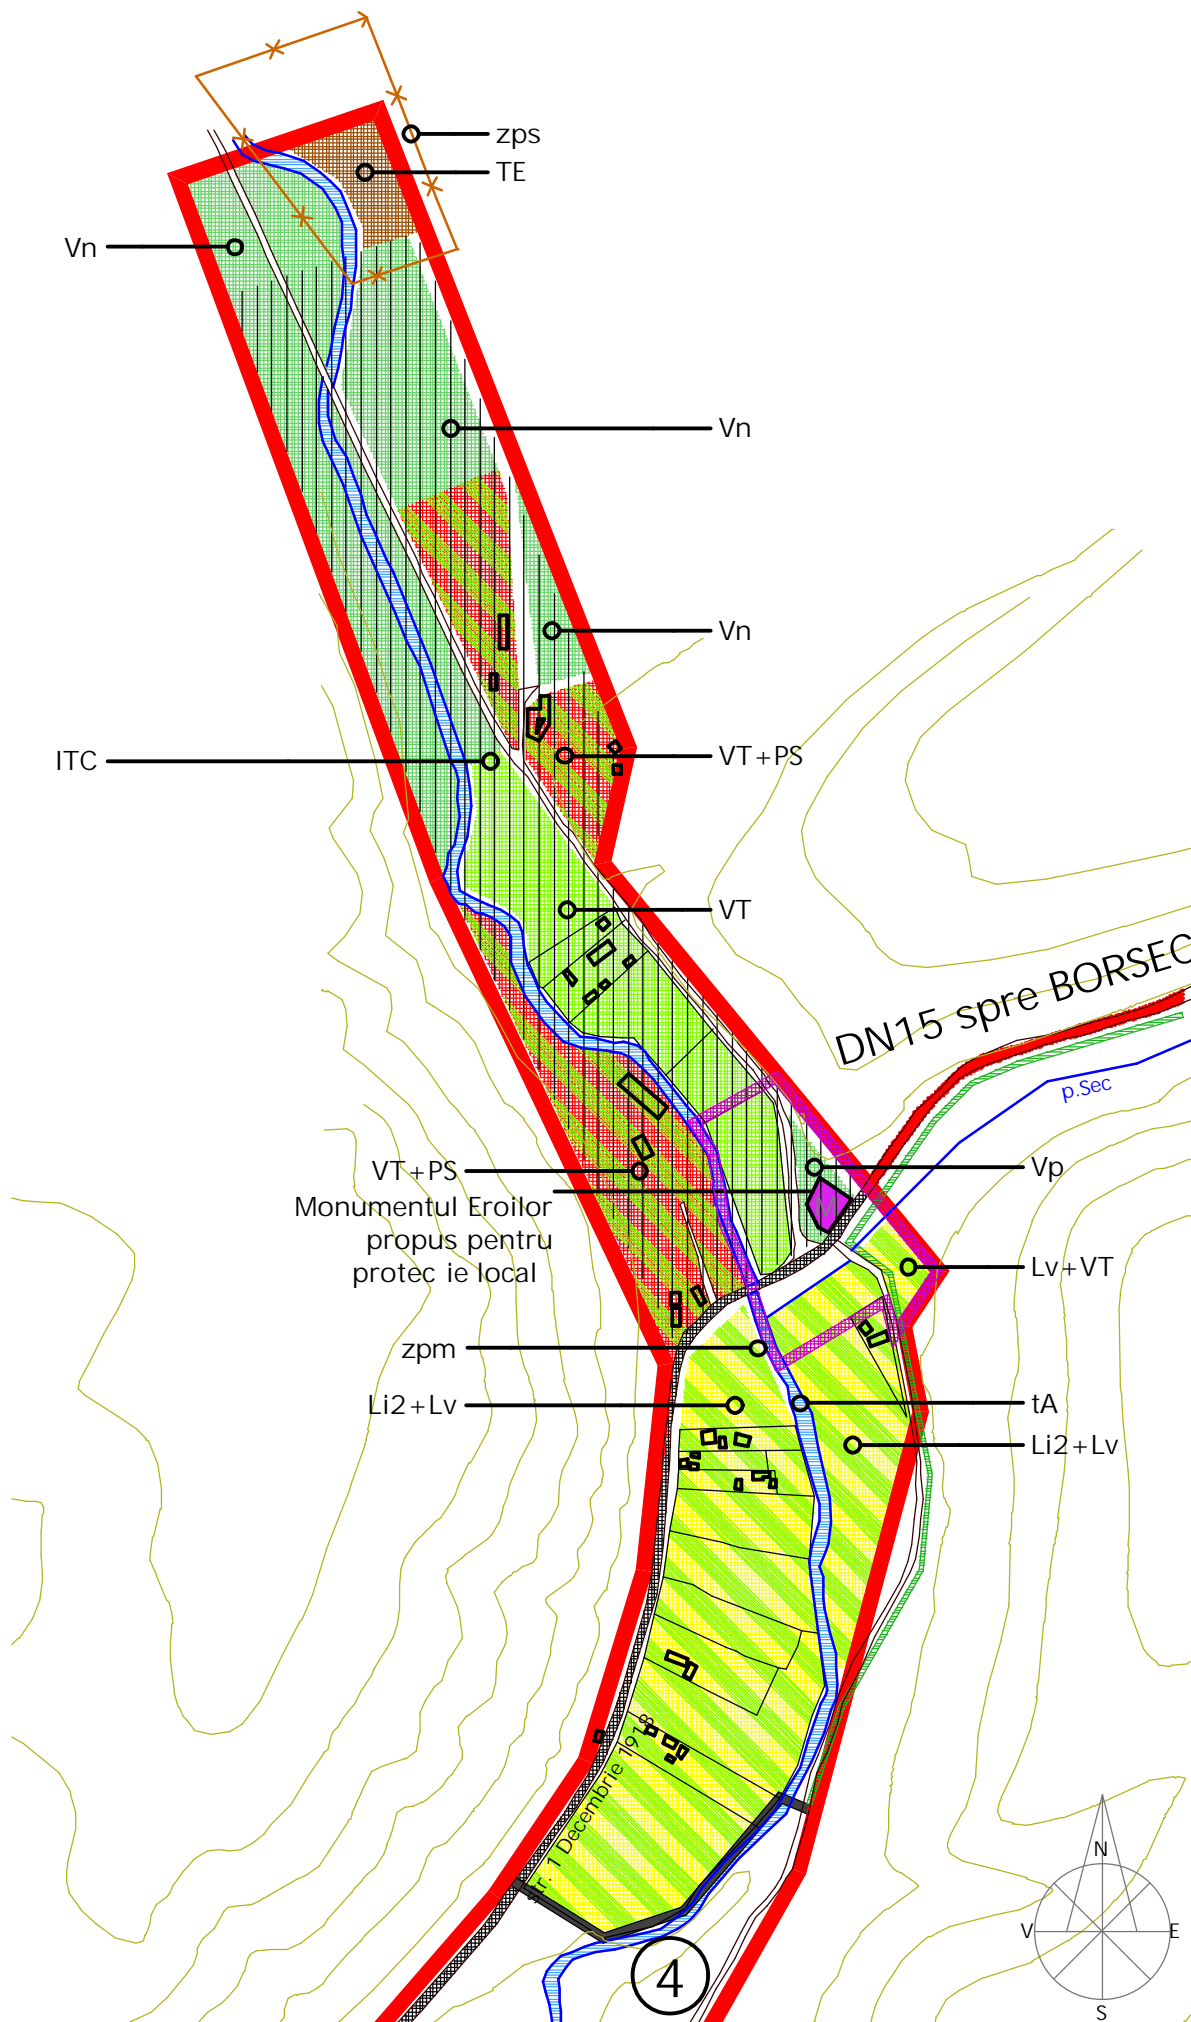 zps
TE
Vn
Vn
Vn
ITC
VT+PS
VT
DN15 spre BORSEC
p.Sec
VT+PS
Vp
Monumentul Eroilor
propus pentru
protec ie local
Lv+VT
zpm
Li2+Lv
tA
Li2+Lv
str. 1 Decembrie 1918
N
V
E
S
4